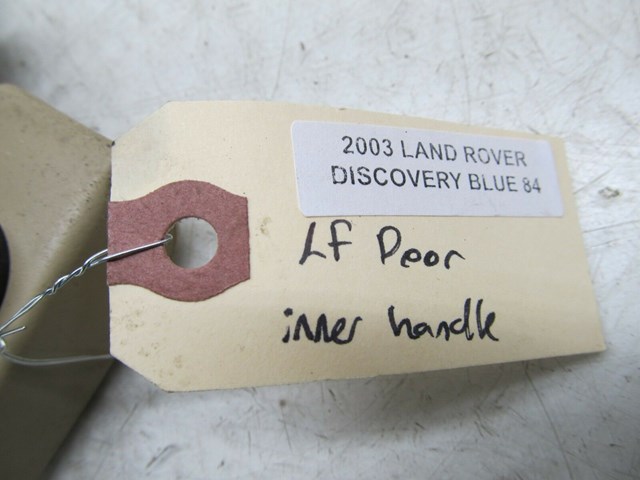 2003 LAND ROVER
DISCOVERY BLUE 84
LF Door
inner handle